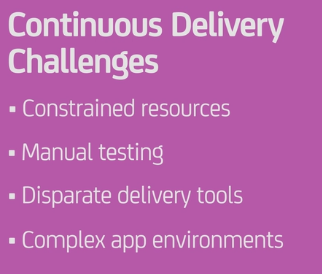 Continuous Delivery
Challenges
▪ Constrained resources
▪ Manual testing
▪ Disparate delivery tools
▪ Complex app environments